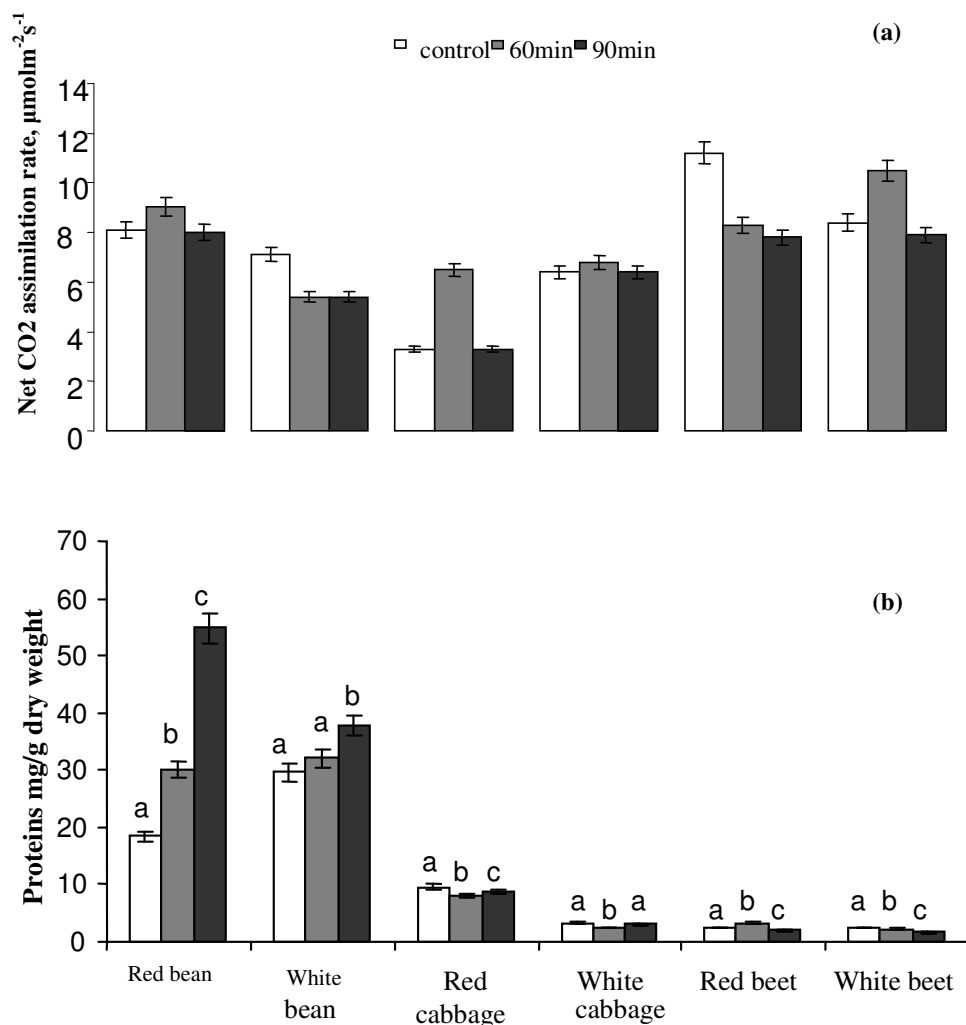 (a)
control 60min 90min
Net CO2 assimilation rate, µmolm⁻²s⁻¹
14
12
10
8
6
4
2
0
(b)
Proteins mg/g dry weight
70
60
50
40
30
20
10
0
a b c
a a b
a b c
a b a
a b c
a b c
Red bean
White bean
Red cabbage
White cabbage
Red beet
White beet